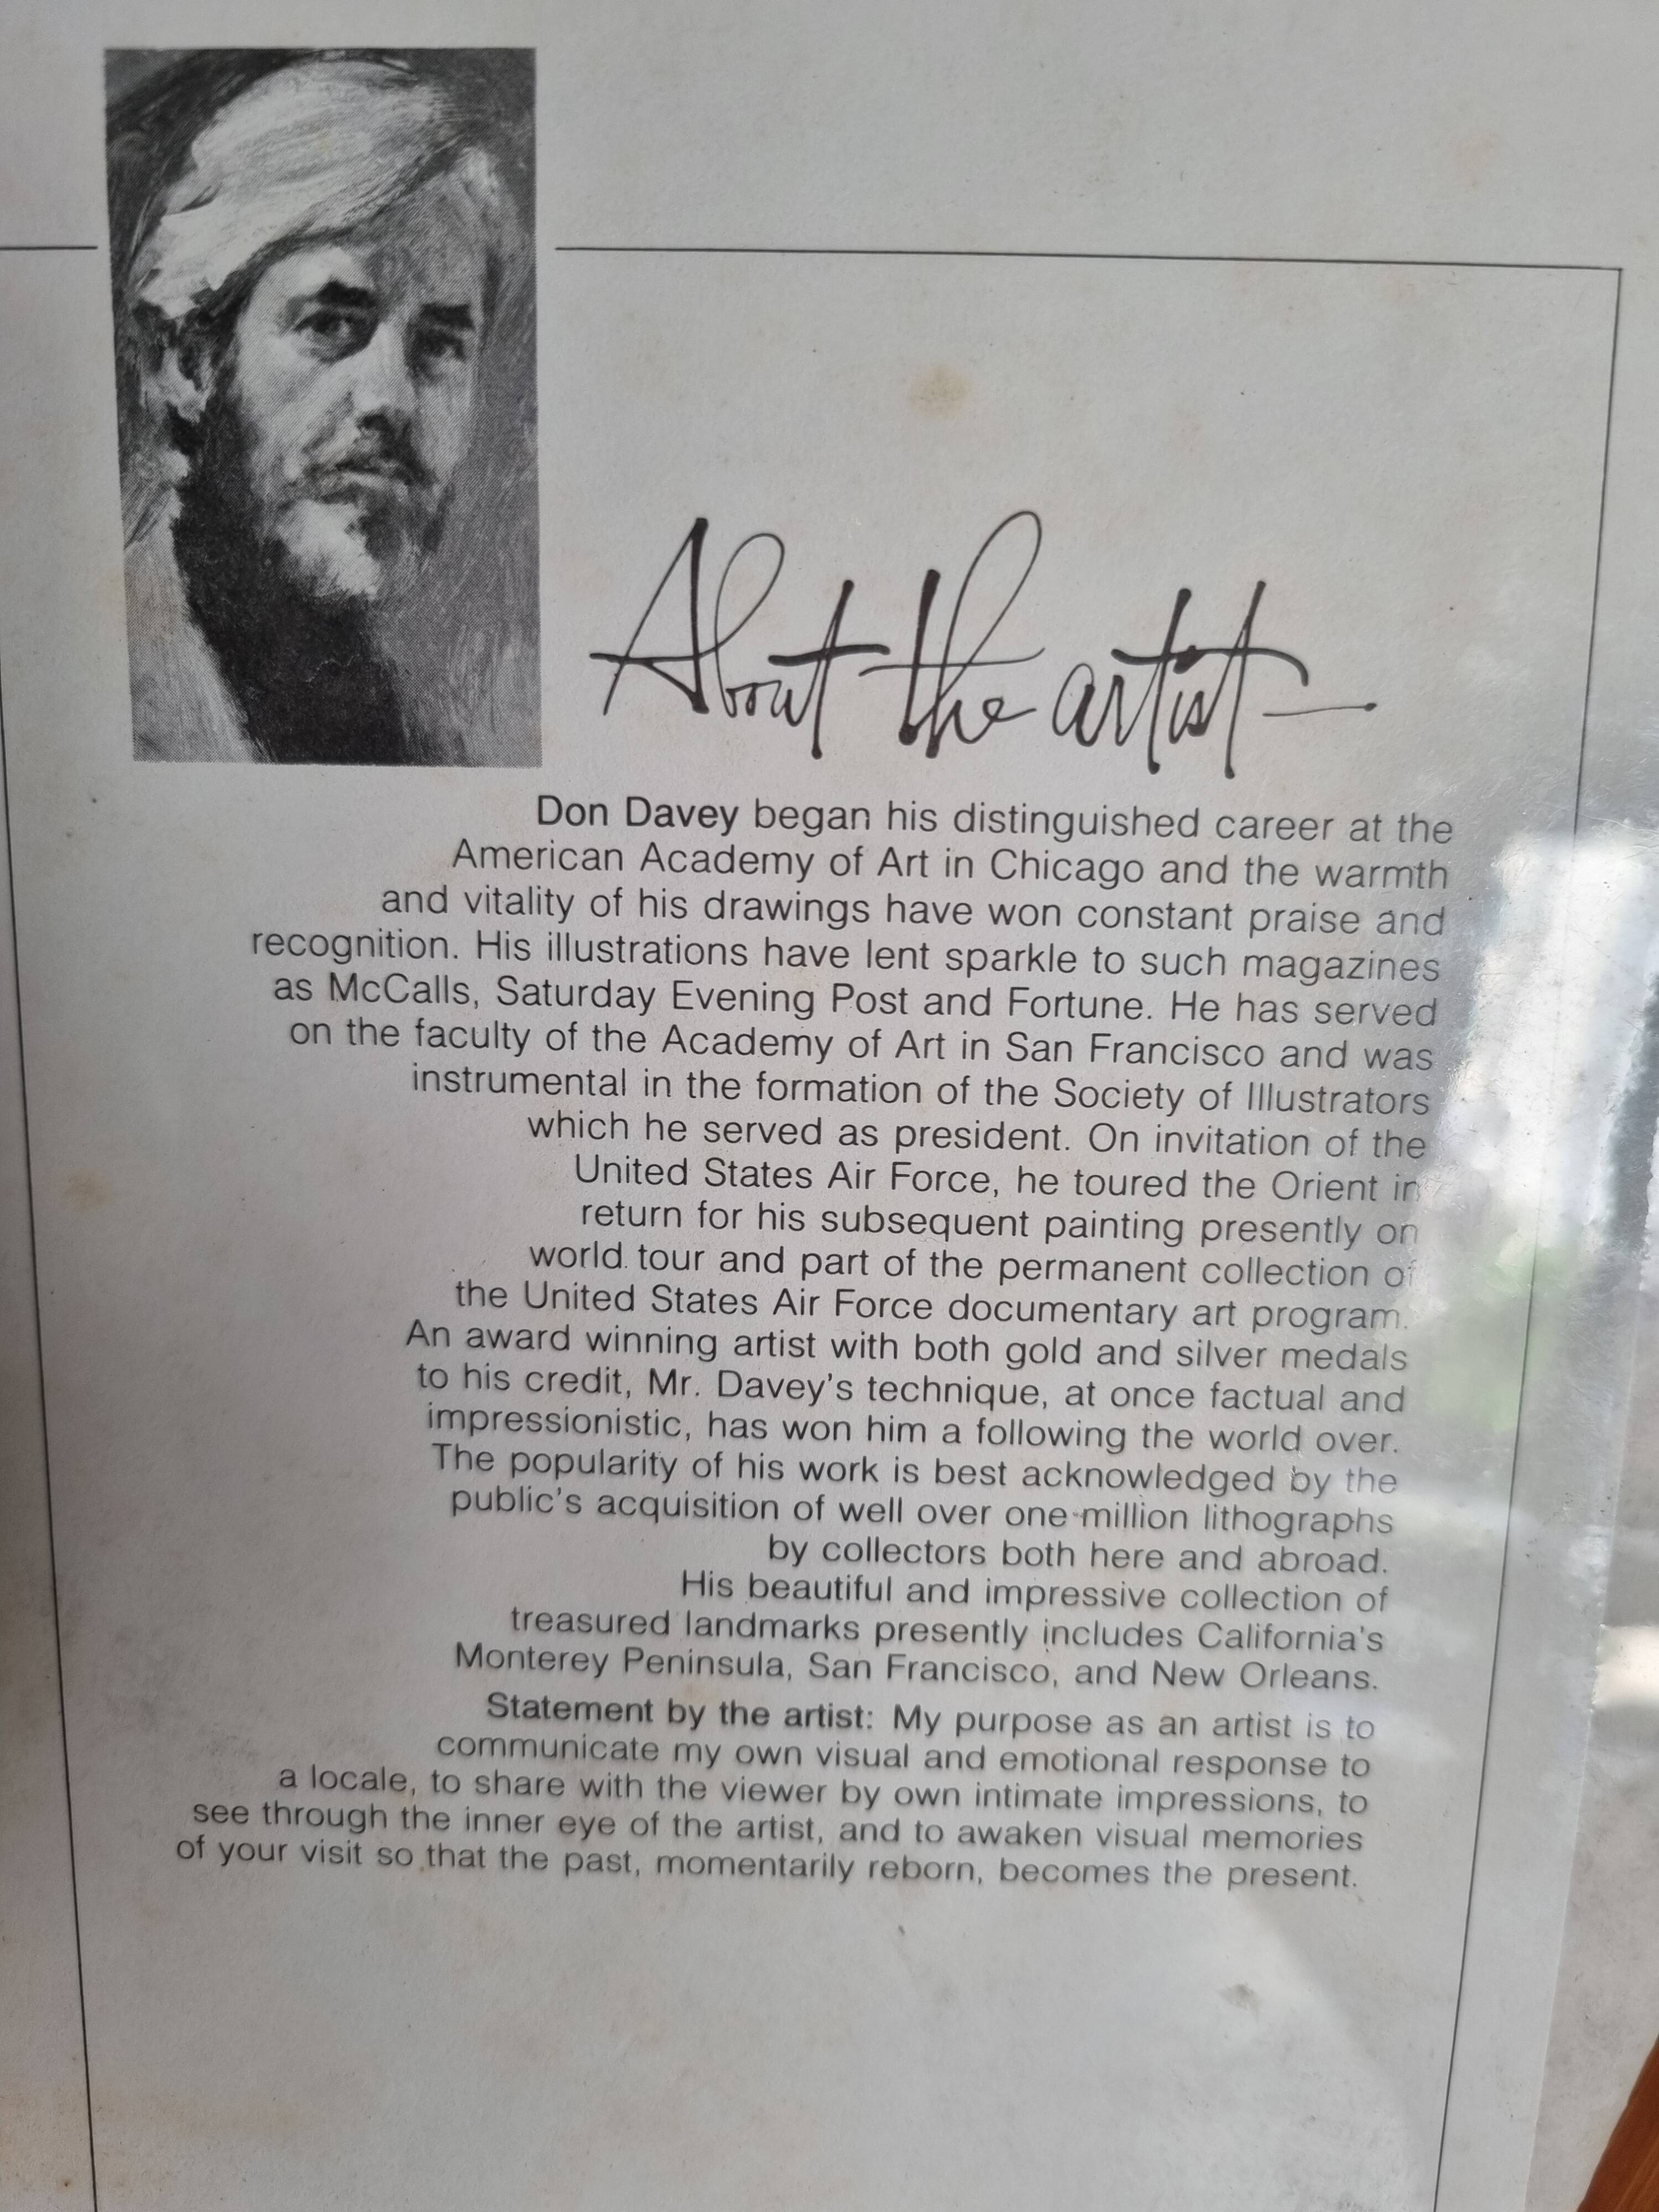 About the artist—
Don Davey began his distinguished career at the
American Academy of Art in Chicago and the warmth
and vitality of his drawings have won constant praise and
recognition. His illustrations have lent sparkle to such magazines
as McCalls, Saturday Evening Post and Fortune. He has served
on the faculty of the Academy of Art in San Francisco and was
instrumental in the formation of the Society of Illustrators
which he served as president. On invitation of the
United States Air Force, he toured the Orient in
return for his subsequent painting presently on
world tour and part of the permanent collection of
the United States Air Force documentary art program.
An award winning artist with both gold and silver medals
to his credit, Mr. Davey's technique, at once factual and
impressionistic, has won him a following the world over.
The popularity of his work is best acknowledged by the
public's acquisition of well over one million lithographs
by collectors both here and abroad.
His beautiful and impressive collection of
treasured landmarks presently includes California's
Monterey Peninsula, San Francisco, and New Orleans.
Statement by the artist: My purpose as an artist is to
communicate my own visual and emotional response to
a locale, to share with the viewer by own intimate impressions, to
see through the inner eye of the artist, and to awaken visual memories
of your visit so that the past, momentarily reborn, becomes the present.